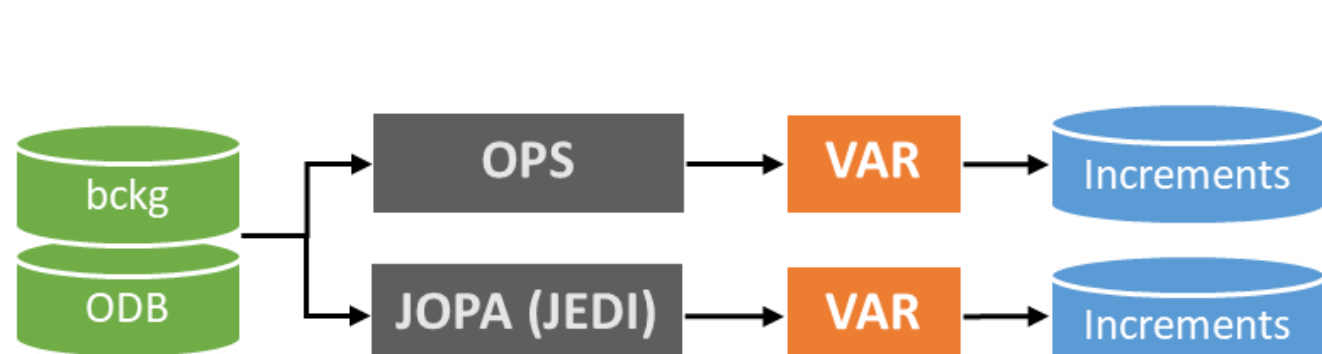 bckg
ODB
OPS
VAR
Increments
JOPA (JEDI)
VAR
Increments